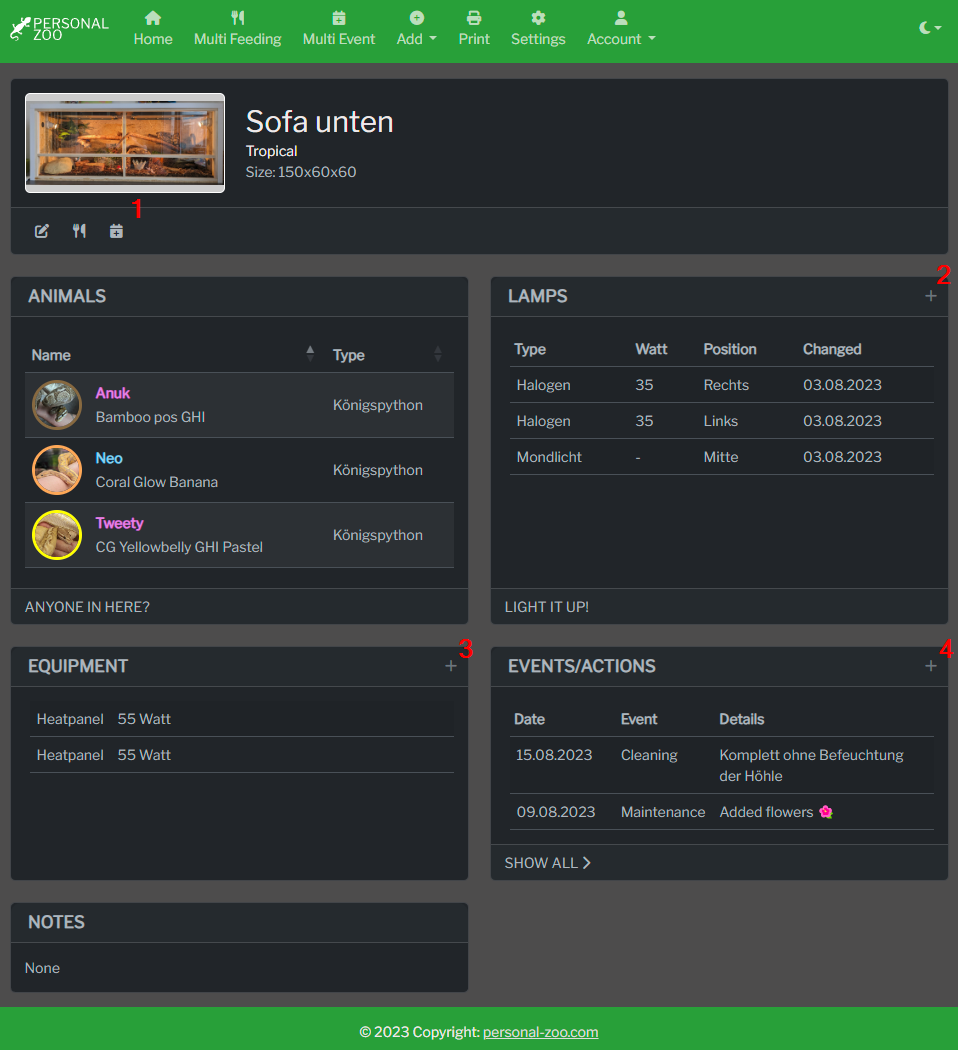 PERSONAL
ZOO
Home
Multi Feeding
Multi Event
Add
Print
Settings
Account
Sofa unten
Tropical
Size: 150x60x60
1
ANIMALS
Name Type
Anuk
Bamboo pos GHI
Königspython
Neo
Coral Glow Banana
Königspython
Tweety
CG Yellowbelly GHI Pastel
Königspython
ANYONE IN HERE?
2
LAMPS +
Type Watt Position Changed
Halogen 35 Rechts 03.08.2023
Halogen 35 Links 03.08.2023
Mondlicht - Mitte 03.08.2023
LIGHT IT UP!
3
EQUIPMENT +
Heatpanel 55 Watt
Heatpanel 55 Watt
4
EVENTS/ACTIONS +
Date Event Details
15.08.2023 Cleaning Komplett ohne Befeuchtung
der Höhle
09.08.2023 Maintenance Added flowers 🌺
SHOW ALL
NOTES
None
© 2023 Copyright: personal-zoo.com